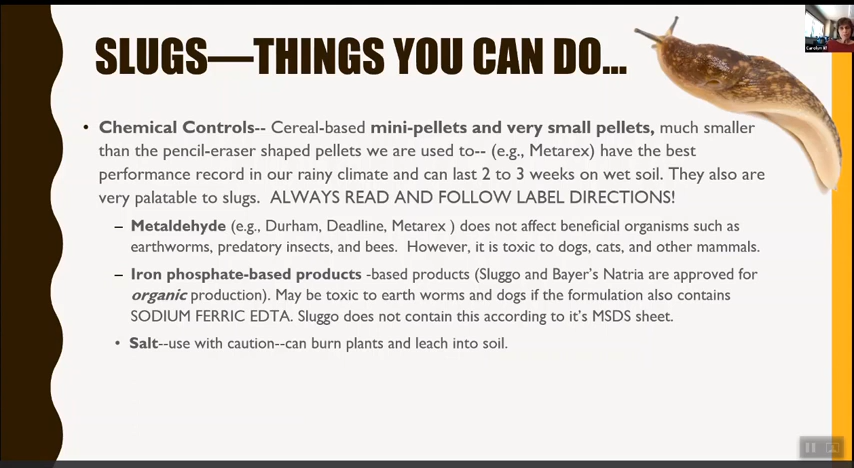 SLUGS—THINGS YOU CAN DO...
• Chemical Controls-- Cereal-based mini-pellets and very small pellets, much smaller
than the pencil-eraser shaped pellets we are used to-- (e.g., Metarex) have the best
performance record in our rainy climate and can last 2 to 3 weeks on wet soil. They also are
very palatable to slugs. ALWAYS READ AND FOLLOW LABEL DIRECTIONS!
– Metaldehyde (e.g., Durham, Deadline, Metarex ) does not affect beneficial organisms such as
earthworms, predatory insects, and bees. However, it is toxic to dogs, cats, and other mammals.
– Iron phosphate-based products -based products (Sluggo and Bayer's Natria are approved for
organic production). May be toxic to earth worms and dogs if the formulation also contains
SODIUM FERRIC EDTA. Sluggo does not contain this according to it's MSDS sheet.
• Salt--use with caution--can burn plants and leach into soil.